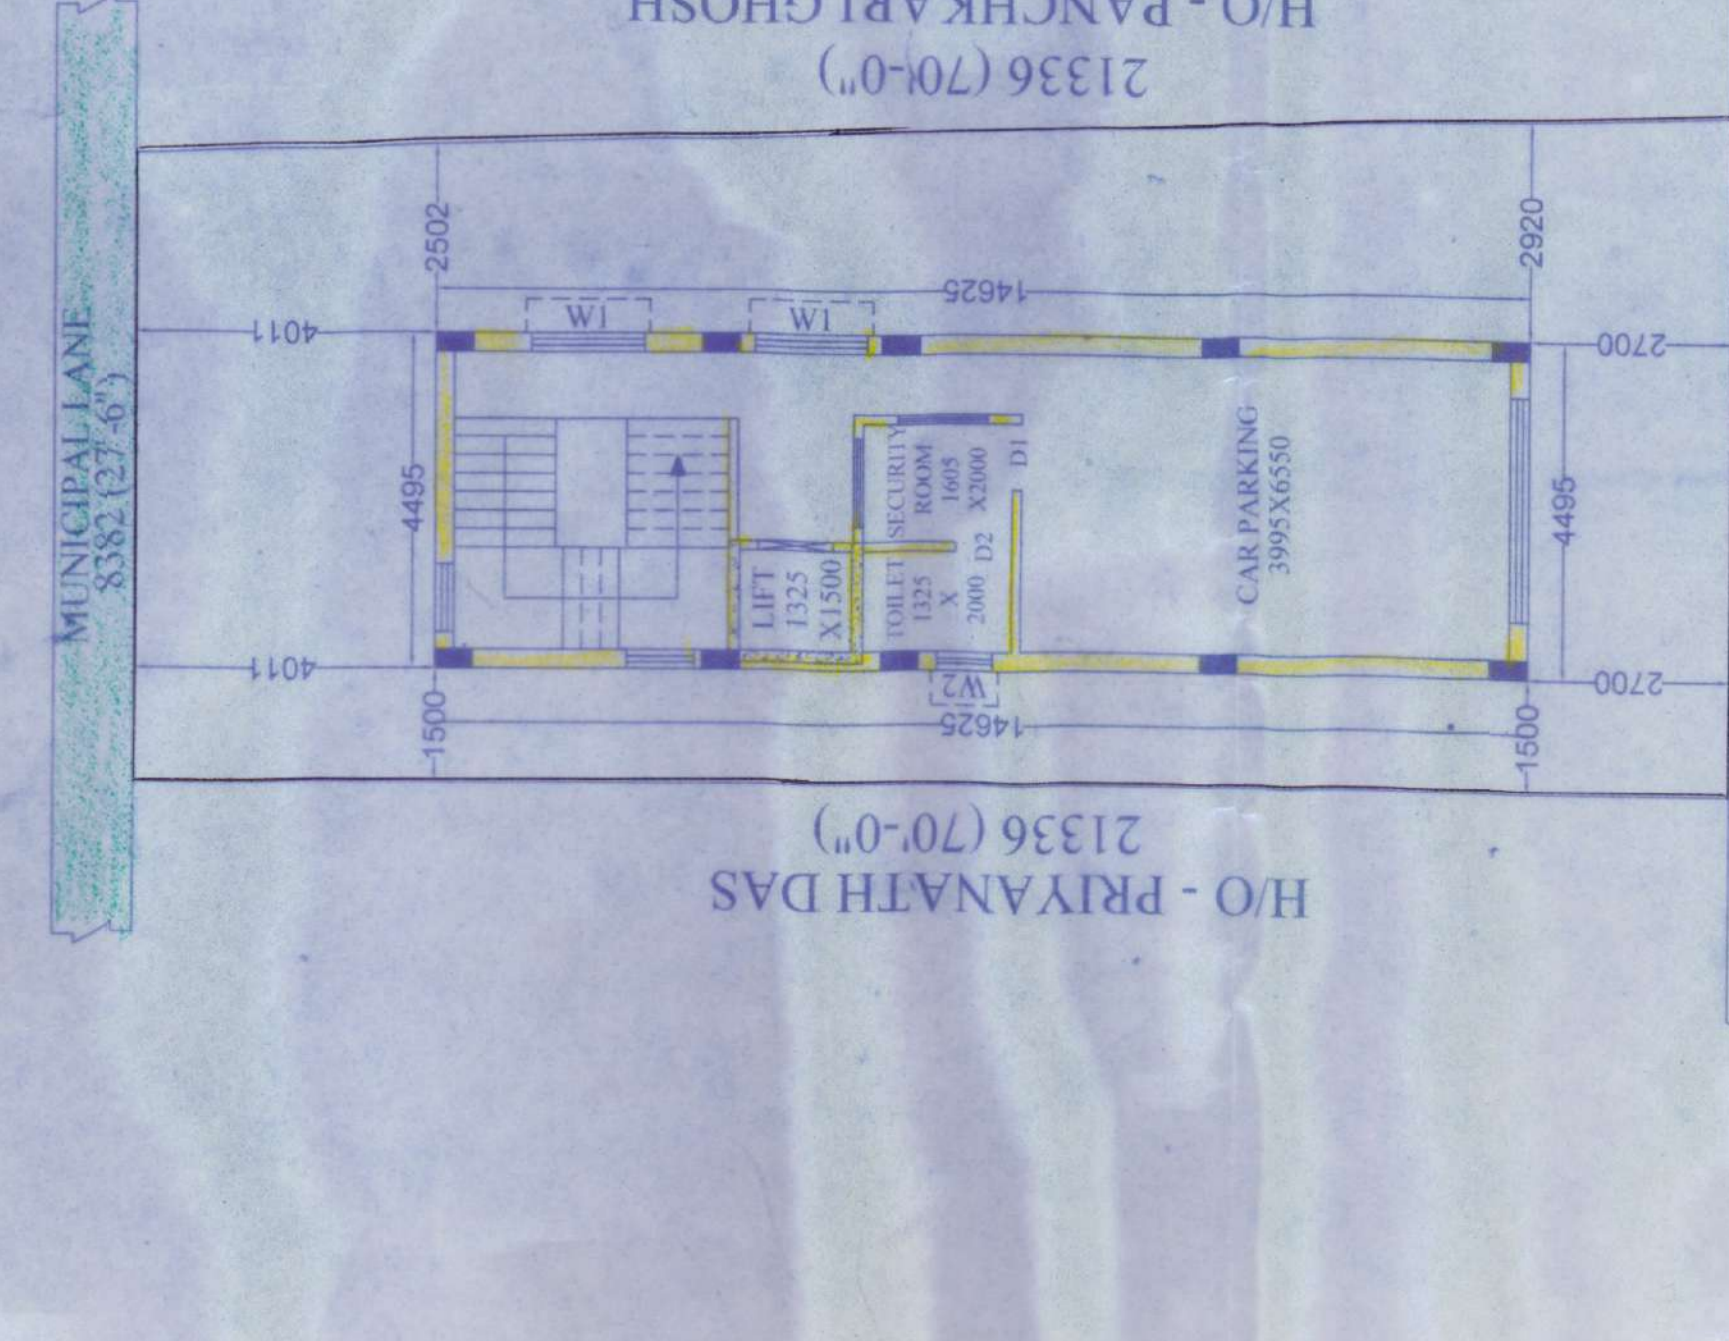 H/O - PANCHKARI GHOSH
21336 (70'-0")
MUNICIPAL LANE
8382 (27'-6")
2502
2920
14625
4011
W1
W1
2700
4495
SECURITY
ROOM
1605
X2000
D1
CAR PARKING
3995X6550
4495
LIFT
1325
X1500
TOILET
1325
X
2000
D2
4011
W2
2700
1500
14625
1500
21336 (70'-0")
H/O - PRIYANATH DAS